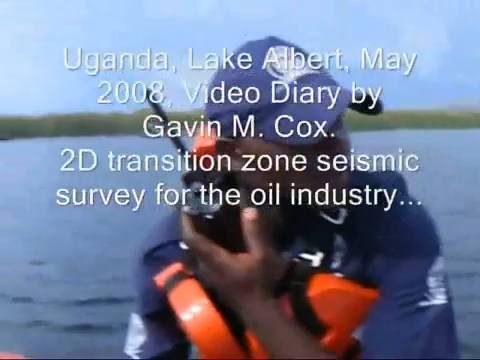 Uganda, Lake Albert, May
2008, Video Diary by
Gavin M. Cox.
2D transition zone seismic
survey for the oil industry...